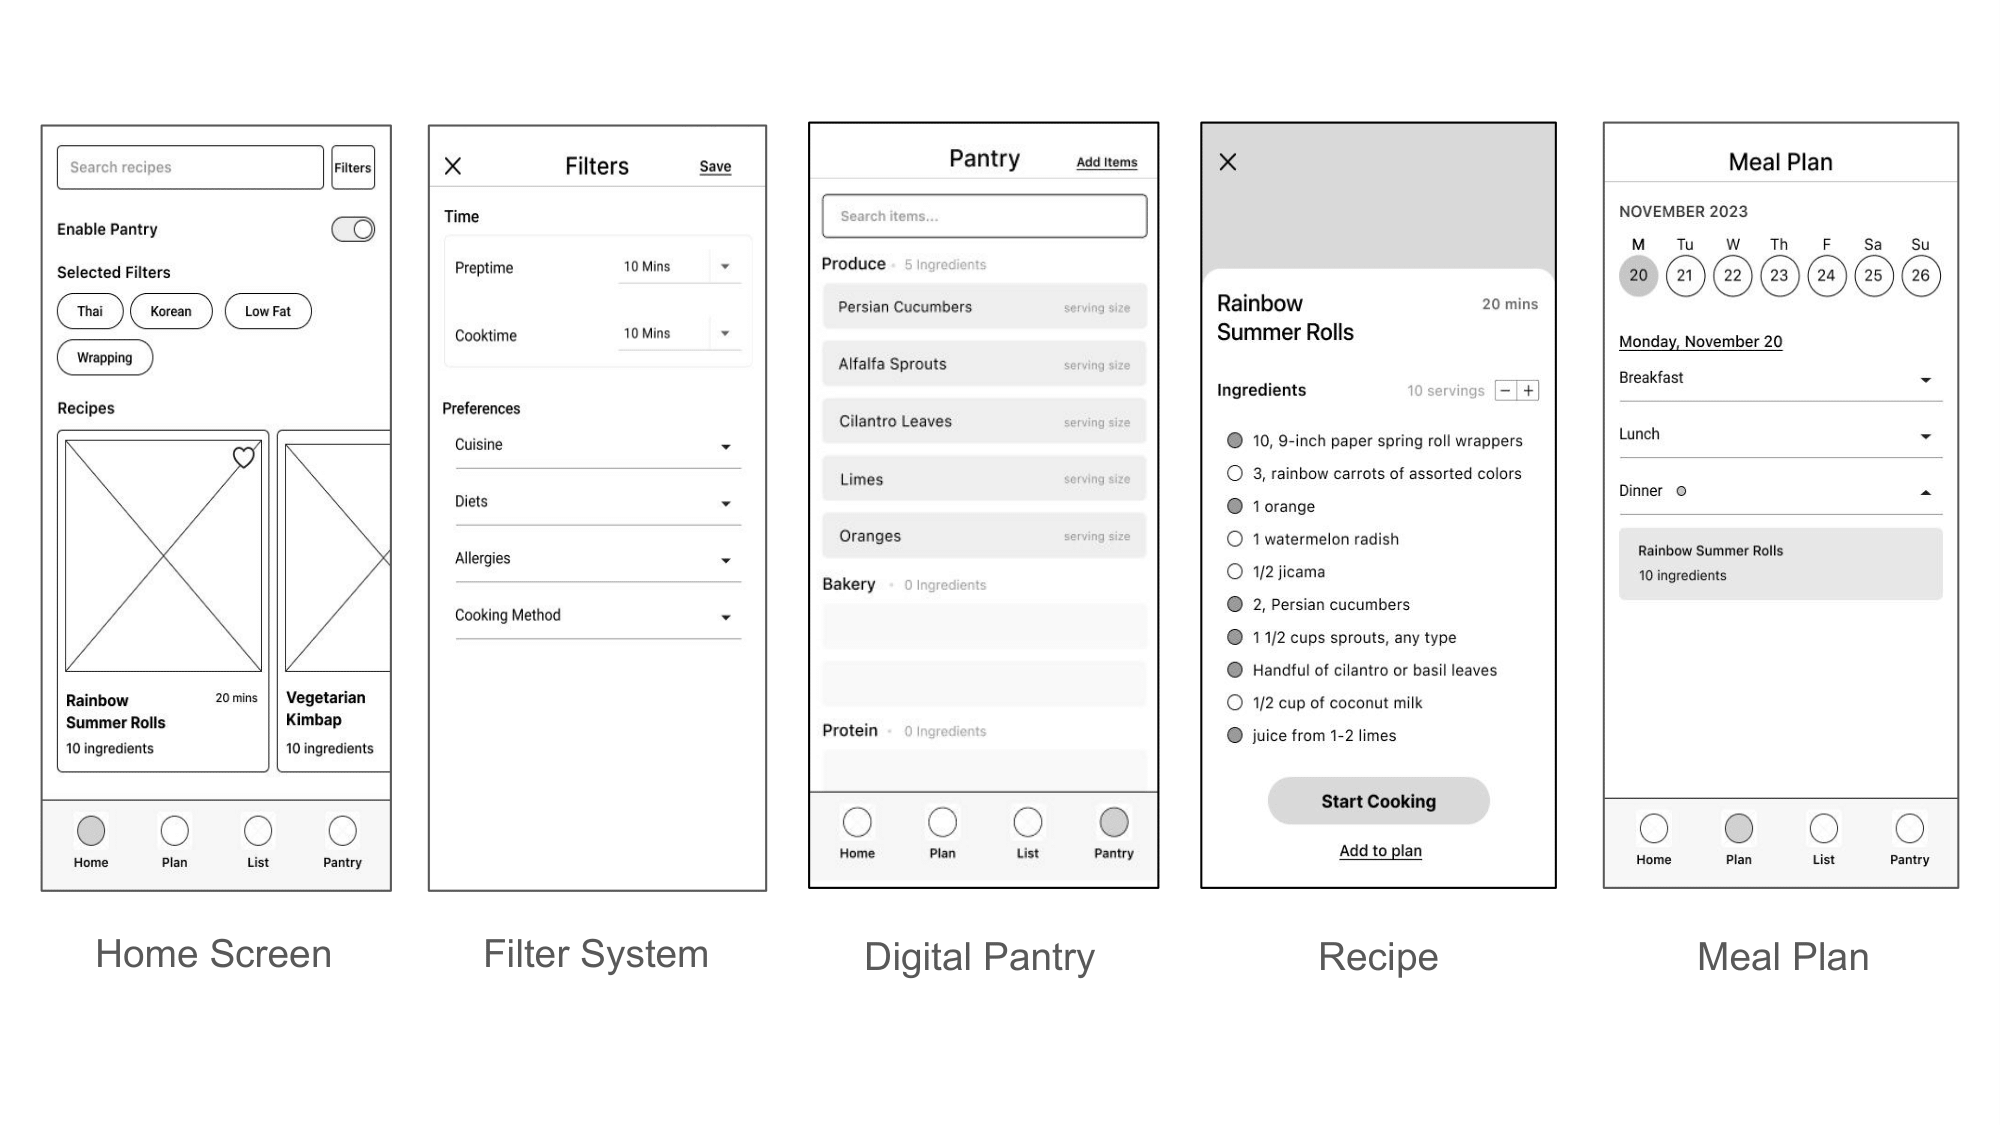 Search recipes
Filters
Enable Pantry
Selected Filters
Thai
Korean
Low Fat
Wrapping
Recipes
Rainbow
Summer Rolls
20 mins
10 ingredients
Vegetarian
Kimbap
10 ingredients
Home
Plan
List
Pantry
Home Screen
Filters
Save
Time
Preptime
10 Mins
Cooktime
10 Mins
Preferences
Cuisine
Diets
Allergies
Cooking Method
Filter System
Pantry
Add Items
Search items...
Produce • 5 Ingredients
Persian Cucumbers
serving size
Alfalfa Sprouts
serving size
Cilantro Leaves
serving size
Limes
serving size
Oranges
serving size
Bakery • 0 Ingredients
Protein • 0 Ingredients
Home
Plan
List
Pantry
Digital Pantry
Rainbow
Summer Rolls
20 mins
Ingredients
10 servings
− +
10, 9-inch paper spring roll wrappers
3, rainbow carrots of assorted colors
1 orange
1 watermelon radish
1/2 jicama
2, Persian cucumbers
1 1/2 cups sprouts, any type
Handful of cilantro or basil leaves
1/2 cup of coconut milk
juice from 1-2 limes
Start Cooking
Add to plan
Recipe
Meal Plan
NOVEMBER 2023
M Tu W Th F Sa Su
20 21 22 23 24 25 26
Monday, November 20
Breakfast
Lunch
Dinner
Rainbow Summer Rolls
10 ingredients
Home
Plan
List
Pantry
Meal Plan